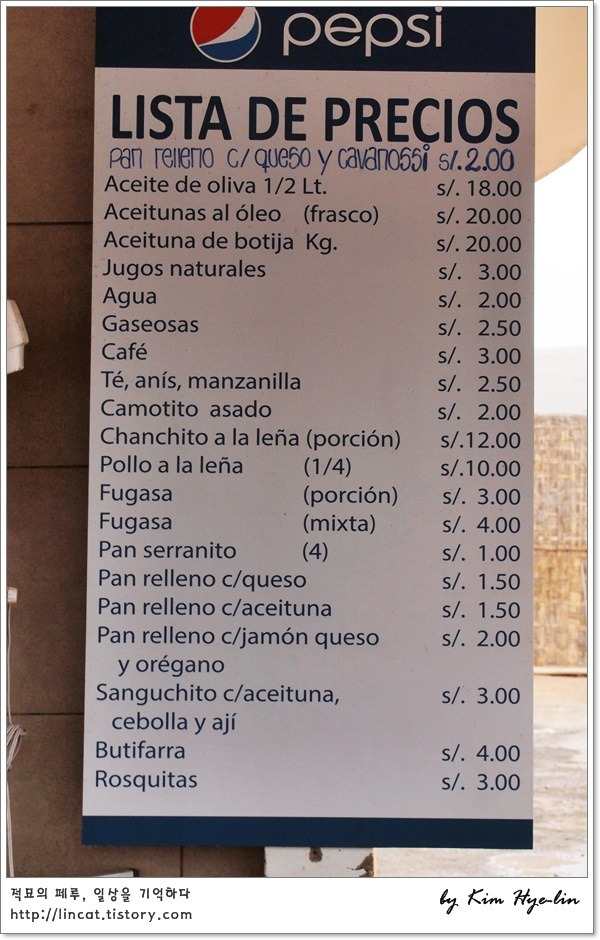 pepsi
LISTA DE PRECIOS
pan relleno c/ queso y cavanossi s/. 2.00
Aceite de oliva 1/2 Lt. s/. 18.00
Aceitunas al óleo (frasco) s/. 20.00
Aceituna de botija Kg. s/. 20.00
Jugos naturales s/. 3.00
Agua s/. 2.00
Gaseosas s/. 2.50
Café s/. 3.00
Té, anís, manzanilla s/. 2.50
Camotito asado s/. 2.00
Chanchito a la leña (porción) s/.12.00
Pollo a la leña (1/4) s/.10.00
Fugasa (porción) s/. 3.00
Fugasa (mixta) s/. 4.00
Pan serranito (4) s/. 1.00
Pan relleno c/queso s/. 1.50
Pan relleno c/aceituna s/. 1.50
Pan relleno c/jamón queso s/. 2.00
y orégano
Sanguchito c/aceituna, s/. 3.00
cebolla y ají
Butifarra s/. 4.00
Rosquitas s/. 3.00
적묘의 페루, 일상을 기억하다
http://lincat.tistory.com
by Kim Hye-lin